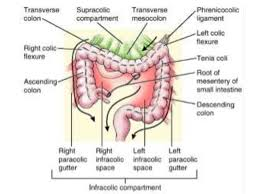 Transverse
colon
Supracolic
compartment
Transverse
mesocolon
Phrenicocolic
ligament
Right colic
flexure
Left colic
flexure
Tenia coli
Ascending
colon
Root of
mesentery of
small intestine
Descending
colon
Right
paracolic
gutter
Right
infracolic
space
Left
infracolic
space
Left
paracolic
gutter
Infracolic compartment